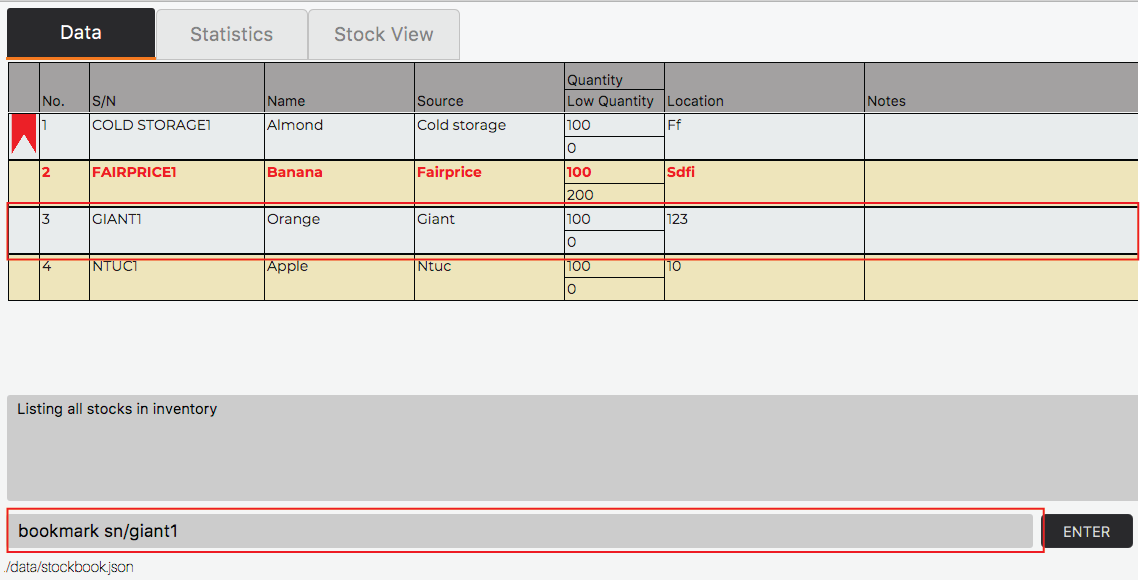 Data Statistics Stock View
No. S/N Name Source Quantity Low Quantity Location Notes
1 COLD STORAGE1 Almond Cold storage 100 Ff
0
2 FAIRPRICE1 Banana Fairprice 100 Sdfi
200
3 GIANT1 Orange Giant 100 123
0
4 NTUC1 Apple Ntuc 100 10
0
Listing all stocks in inventory
bookmark sn/giant1 ENTER
./data/stockbook.json